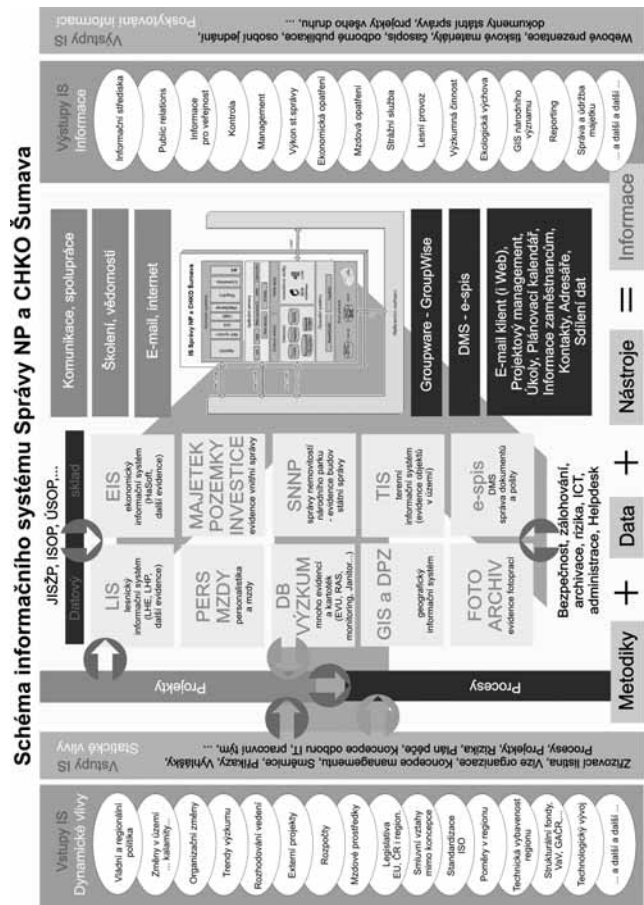 Schéma informačního systému Správy NP a CHKO Šumava
Vstupy IS
Dynamické vlivy
Vládní a regionální
politika
Změny v území
... kalamity...
Organizační změny
Trendy výzkumu
Rozhodování vedení
Externí projekty
Rozpočty
Mzdové prostředky
Legislativa
EU, ČR i region.
Smluvní vztahy
mimo koncepce
Standardizace
ISO
Poměry v regionu
Technická vybavenost
regionu
Strukturální fondy,
VaV, GAČR...
Technologický vývoj
... a další a další ...
Vstupy IS
Statické vlivy
Zřizovací listina, Vize organizace, Koncepce managementu, Směrnice, Příkazy, Vyhlášky,
Procesy, Projekty, Rizika, Plán péče, Koncepce odboru IT, pracovní tým, ...
Projekty
Procesy
JISŽP, ISOP, ÚSOP,...
Datový sklad
LIS
lesnický
informační systém
(LHE, LHP,
další evidence)
EIS
ekonomický
informační systém
(HlaSoft,
další evidence)
PERS
MZDY
personalistika
a mzdy
MAJETEK
POZEMKY
INVESTICE
evidence vnitřní správy
DB
VÝZKUM
mnoho evidencí
a kartoték
(EVU, RAS,
monitoring, Janitor...)
SNNP
správy nemovitostí
národního parku
- evidence budov
státní správy
GIS a DPZ
geografický
informační systém
TIS
terenní
informační systém
(evidence objektů
v území)
FOTO
ARCHIV
evidence fotoprací
e-spis
DMS
správa dokumentů
a pošty
Bezpečnost, zálohování,
archivace, rizika, ICT,
administrace, Helpdesk
Komunikace, spolupráce
Školení, vědomosti
E-mail, internet
IS Správy NP a CHKO Šumava
Groupware - GroupWise
DMS - e-spis
E-mail klient (i Web),
Projektový management,
Úkoly, Plánovací kalendář,
Informace zaměstnancům,
Kontakty, Adresáře,
Sdílení dat
Výstupy IS
Informace
Informační střediska
Public relations
Informace
pro veřejnost
Kontrola
Management
Výkon st.správy
Ekonomická opatření
Mzdová opatření
Strážní služba
Lesní provoz
Výzkumná činnost
Ekologická výchova
GIS národního
významu
Reporting
Správa a údržba
majetku
... a další a další ...
Výstupy IS
Poskytování informací
Webové prezentace, tiskové materiály, časopis, odborné publikace, osobní jednání,
dokumenty státní správy, projekty všeho druhu, ...
Metodiky + Data + Nástroje = Informace